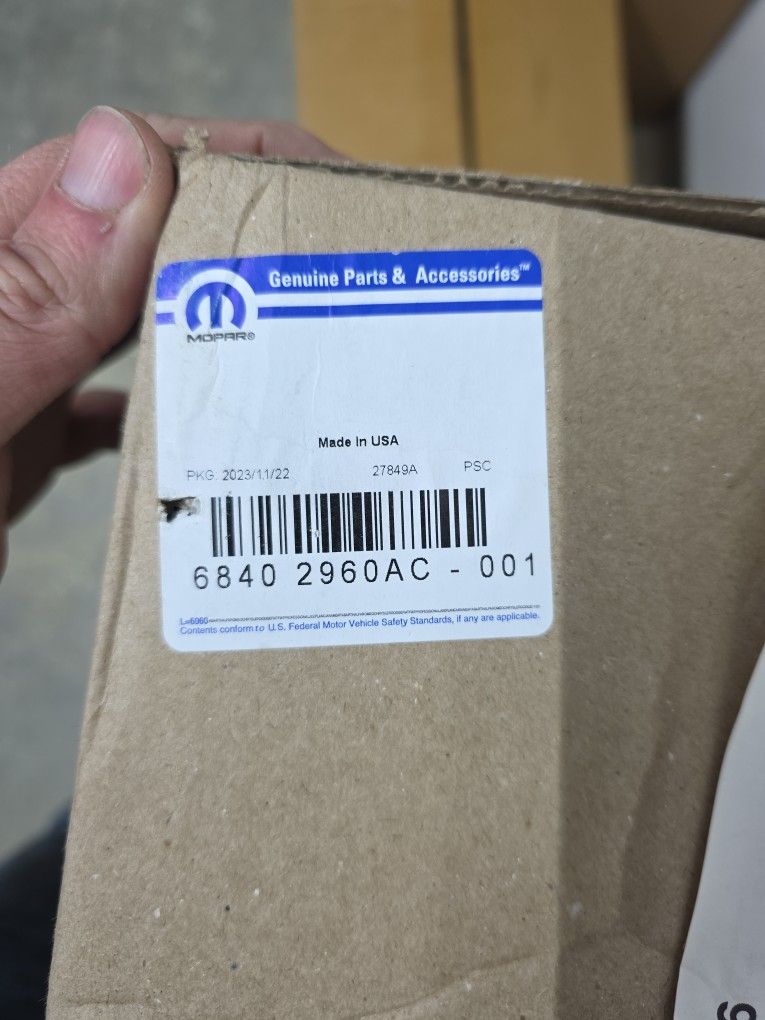 Genuine Parts & Accessories™
MOPAR®
Made In USA
PKG. 2023/11/22 27849A PSC
6840 2960AC - 001
L=6960
Contents conform to U.S. Federal Motor Vehicle Safety Standards, if any are applicable.